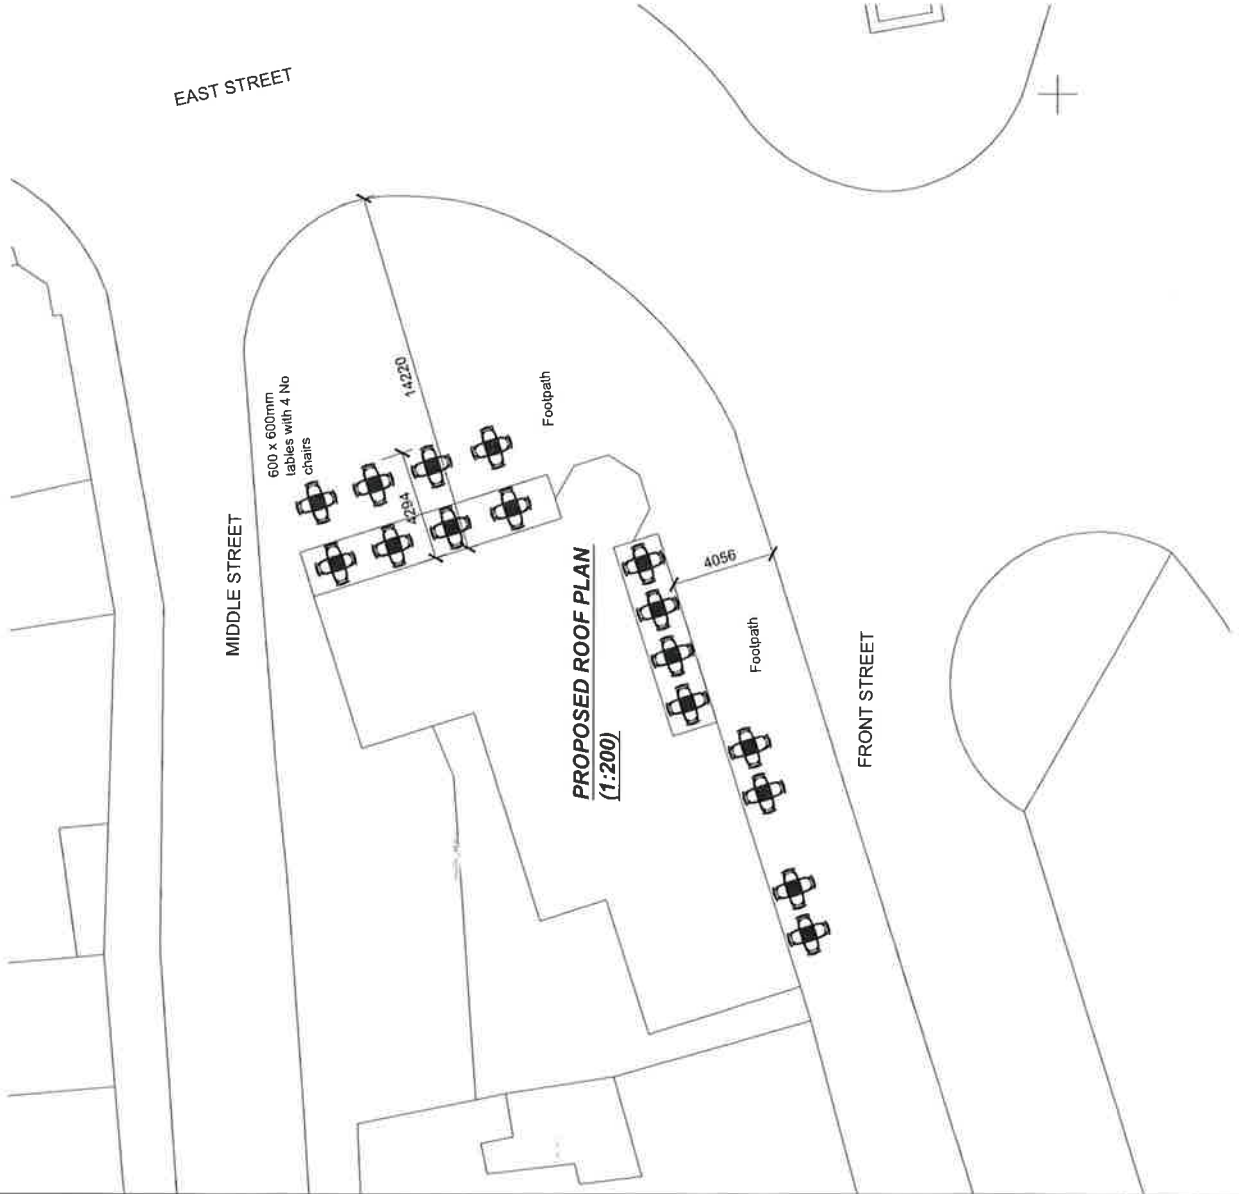 EAST STREET
14220
600 x 600mm
tables with 4 No
chairs
Footpath
4294
MIDDLE STREET
PROPOSED ROOF PLAN
(1:200)
4056
Footpath
FRONT STREET